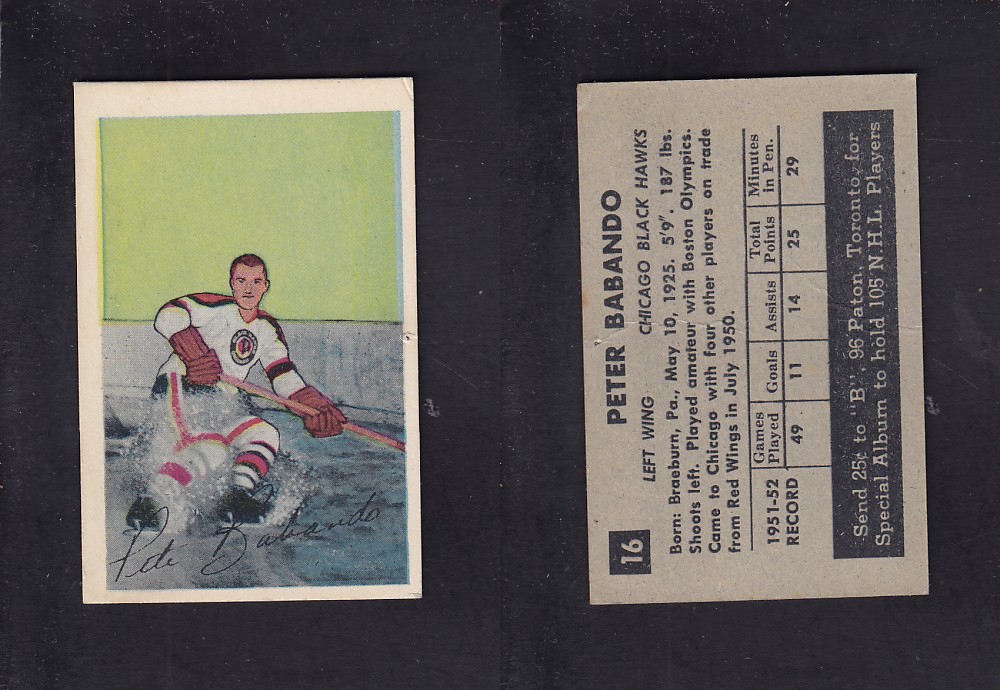 Pete Babando
16
PETER BABANDO
LEFT WING CHICAGO BLACK HAWKS
Born: Braeburn, Pa., May 10, 1925. 5'9". 187 lbs.
Shoots left. Played amateur with Boston Olympics.
Came to Chicago with four other players on trade
from Red Wings in July 1950.
1951-52 RECORD
Games Played Goals Assists Total Points Minutes in Pen.
49 11 14 25 29
Send 25¢ to "B", 96 Paton, Toronto, for
Special Album to hold 105 N.H.L. Players